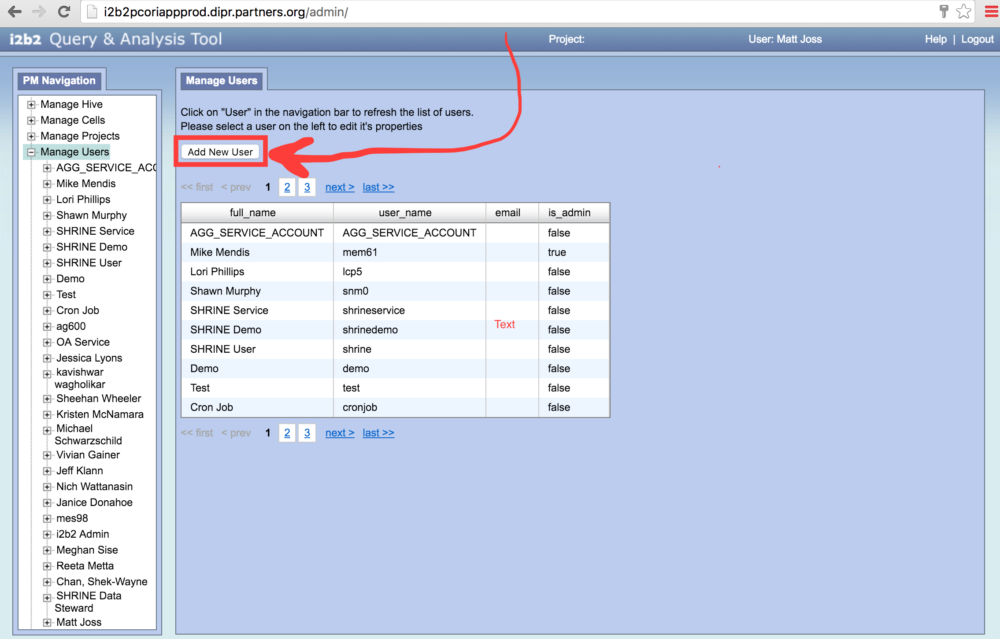 i2b2pcoriappprod.dipr.partners.org/admin/
i2b2 Query & Analysis Tool
Project:
User: Matt Joss
Help | Logout
PM Navigation
Manage Hive
Manage Cells
Manage Projects
Manage Users
AGG_SERVICE_ACC
Mike Mendis
Lori Phillips
Shawn Murphy
SHRINE Service
SHRINE Demo
SHRINE User
Demo
Test
Cron Job
ag600
OA Service
Jessica Lyons
kavishwar
wagholikar
Sheehan Wheeler
Kristen McNamara
Michael
Schwarzschild
Vivian Gainer
Jeff Klann
Nich Wattanasin
Janice Donahoe
mes98
i2b2 Admin
Meghan Sise
Reeta Metta
Chan, Shek-Wayne
SHRINE Data
Steward
Matt Joss
Manage Users
Click on "User" in the navigation bar to refresh the list of users.
Please select a user on the left to edit it's properties
Add New User
<< first < prev 1 2 3 next > last >>
full_name user_name email is_admin
AGG_SERVICE_ACCOUNT AGG_SERVICE_ACCOUNT false
Mike Mendis mem61 true
Lori Phillips lcp5 false
Shawn Murphy snm0 false
SHRINE Service shrineservice false
Text
SHRINE Demo shrinedemo false
SHRINE User shrine false
Demo demo false
Test test false
Cron Job cronjob false
<< first < prev 1 2 3 next > last >>